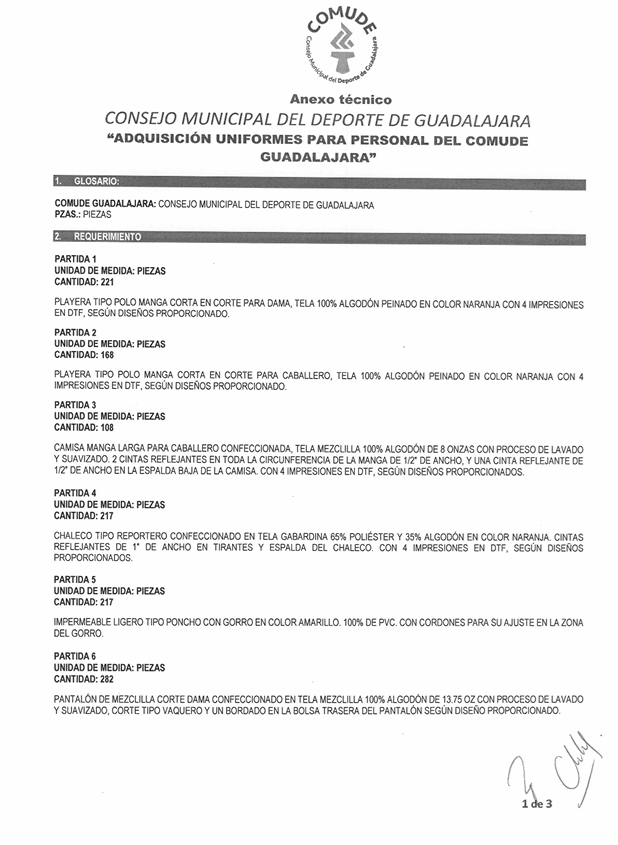 COMUDE
Consejo Municipal del Deporte de Guadalajara
Anexo técnico
CONSEJO MUNICIPAL DEL DEPORTE DE GUADALAJARA
“ADQUISICIÓN UNIFORMES PARA PERSONAL DEL COMUDE
GUADALAJARA”
1. GLOSARIO:
COMUDE GUADALAJARA: CONSEJO MUNICIPAL DEL DEPORTE DE GUADALAJARA
PZAS.: PIEZAS
2. REQUERIMIENTO
PARTIDA 1
UNIDAD DE MEDIDA: PIEZAS
CANTIDAD: 221
PLAYERA TIPO POLO MANGA CORTA EN CORTE PARA DAMA, TELA 100% ALGODÓN PEINADO EN COLOR NARANJA CON 4 IMPRESIONES
EN DTF, SEGÚN DISEÑOS PROPORCIONADO.
PARTIDA 2
UNIDAD DE MEDIDA: PIEZAS
CANTIDAD: 168
PLAYERA TIPO POLO MANGA CORTA EN CORTE PARA CABALLERO, TELA 100% ALGODÓN PEINADO EN COLOR NARANJA CON 4
IMPRESIONES EN DTF, SEGÚN DISEÑOS PROPORCIONADO.
PARTIDA 3
UNIDAD DE MEDIDA: PIEZAS
CANTIDAD: 108
CAMISA MANGA LARGA PARA CABALLERO CONFECCIONADA, TELA MEZCLILLA 100% ALGODÓN DE 8 ONZAS CON PROCESO DE LAVADO
Y SUAVIZADO. 2 CINTAS REFLEJANTES EN TODA LA CIRCUNFERENCIA DE LA MANGA DE 1/2" DE ANCHO, Y UNA CINTA REFLEJANTE DE
1/2" DE ANCHO EN LA ESPALDA BAJA DE LA CAMISA. CON 4 IMPRESIONES EN DTF, SEGÚN DISEÑOS PROPORCIONADOS.
PARTIDA 4
UNIDAD DE MEDIDA: PIEZAS
CANTIDAD: 217
CHALECO TIPO REPORTERO CONFECCIONADO EN TELA GABARDINA 65% POLIÉSTER Y 35% ALGODÓN EN COLOR NARANJA. CINTAS
REFLEJANTES DE 1" DE ANCHO EN TIRANTES Y ESPALDA DEL CHALECO. CON 4 IMPRESIONES EN DTF, SEGÚN DISEÑOS
PROPORCIONADOS.
PARTIDA 5
UNIDAD DE MEDIDA: PIEZAS
CANTIDAD: 217
IMPERMEABLE LIGERO TIPO PONCHO CON GORRO EN COLOR AMARILLO. 100% DE PVC. CON CORDONES PARA SU AJUSTE EN LA ZONA
DEL GORRO.
PARTIDA 6
UNIDAD DE MEDIDA: PIEZAS
CANTIDAD: 282
PANTALÓN DE MEZCLILLA CORTE DAMA CONFECCIONADO EN TELA MEZCLILLA 100% ALGODÓN DE 13.75 OZ CON PROCESO DE LAVADO
Y SUAVIZADO, CORTE TIPO VAQUERO Y UN BORDADO EN LA BOLSA TRASERA DEL PANTALÓN SEGÚN DISEÑO PROPORCIONADO.
1 de 3